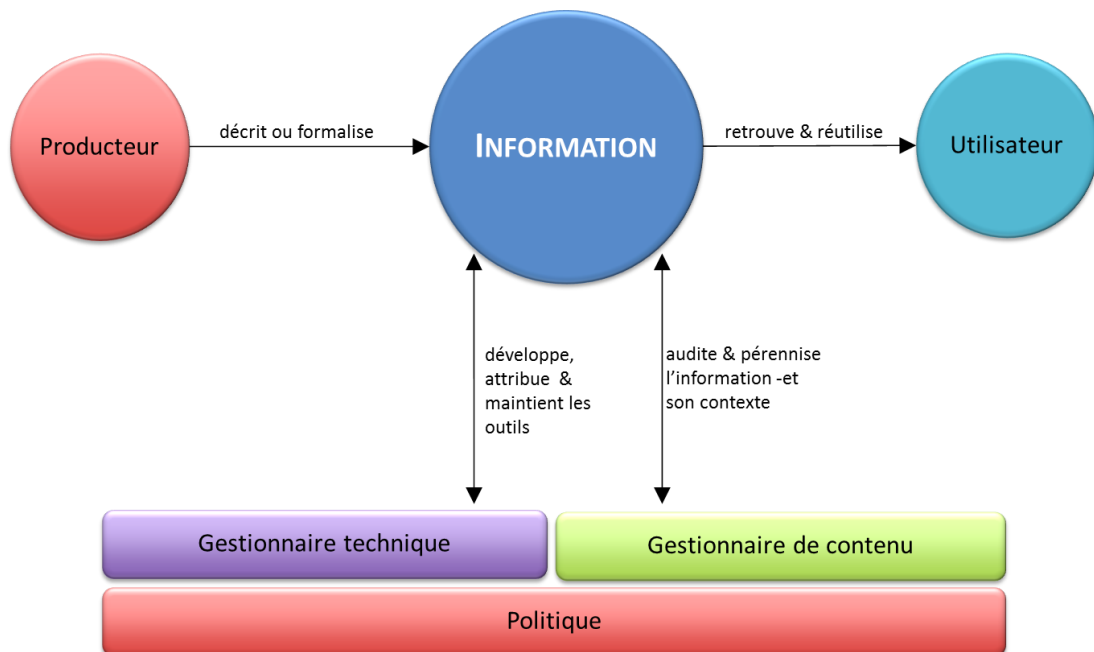 Producteur
décrit ou formalise
INFORMATION
retrouve & réutilise
Utilisateur
développe,
attribue &
maintient les
outils
audite & pérennise
l'information -et
son contexte
Gestionnaire technique
Gestionnaire de contenu
Politique